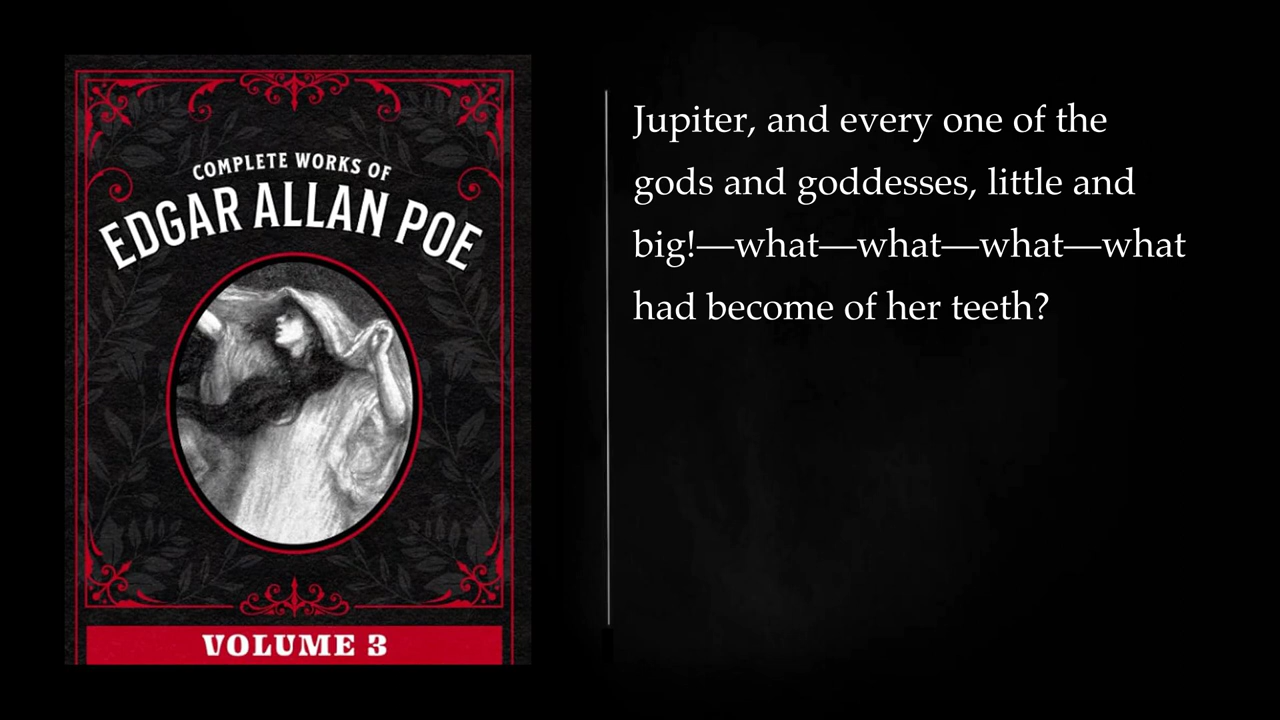 COMPLETE WORKS OF
EDGAR ALLAN POE
VOLUME 3
Jupiter, and every one of the
gods and goddesses, little and
big!—what—what—what—what
had become of her teeth?